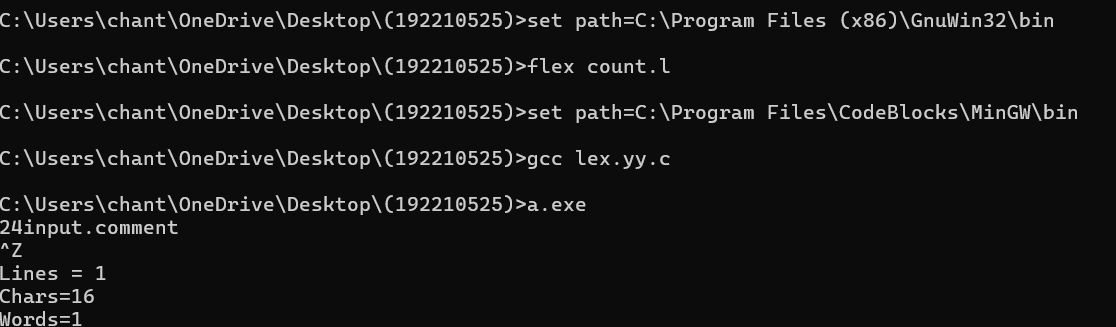 C:\Users\chant\OneDrive\Desktop\(192210525)>set path=C:\Program Files (x86)\GnuWin32\bin
C:\Users\chant\OneDrive\Desktop\(192210525)>flex count.l
C:\Users\chant\OneDrive\Desktop\(192210525)>set path=C:\Program Files\CodeBlocks\MinGW\bin
C:\Users\chant\OneDrive\Desktop\(192210525)>gcc lex.yy.c
C:\Users\chant\OneDrive\Desktop\(192210525)>a.exe
24input.comment
^Z
Lines = 1
Chars=16
Words=1